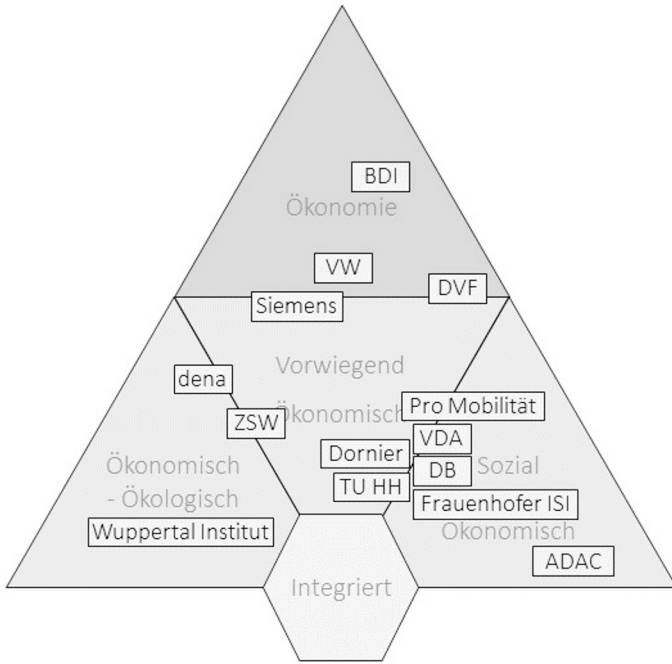 BDI
Ökonomie
VW
DVF
Siemens
Vorwiegend
dena
Pro Mobilität
Ökonomisch
ZSW
VDA
Dornier
Ökonomisch
DB
Sozial
TU HH
- Ökologisch
Frauenhofer ISI
Wuppertal Institut
Ökonomisch
ADAC
Integriert